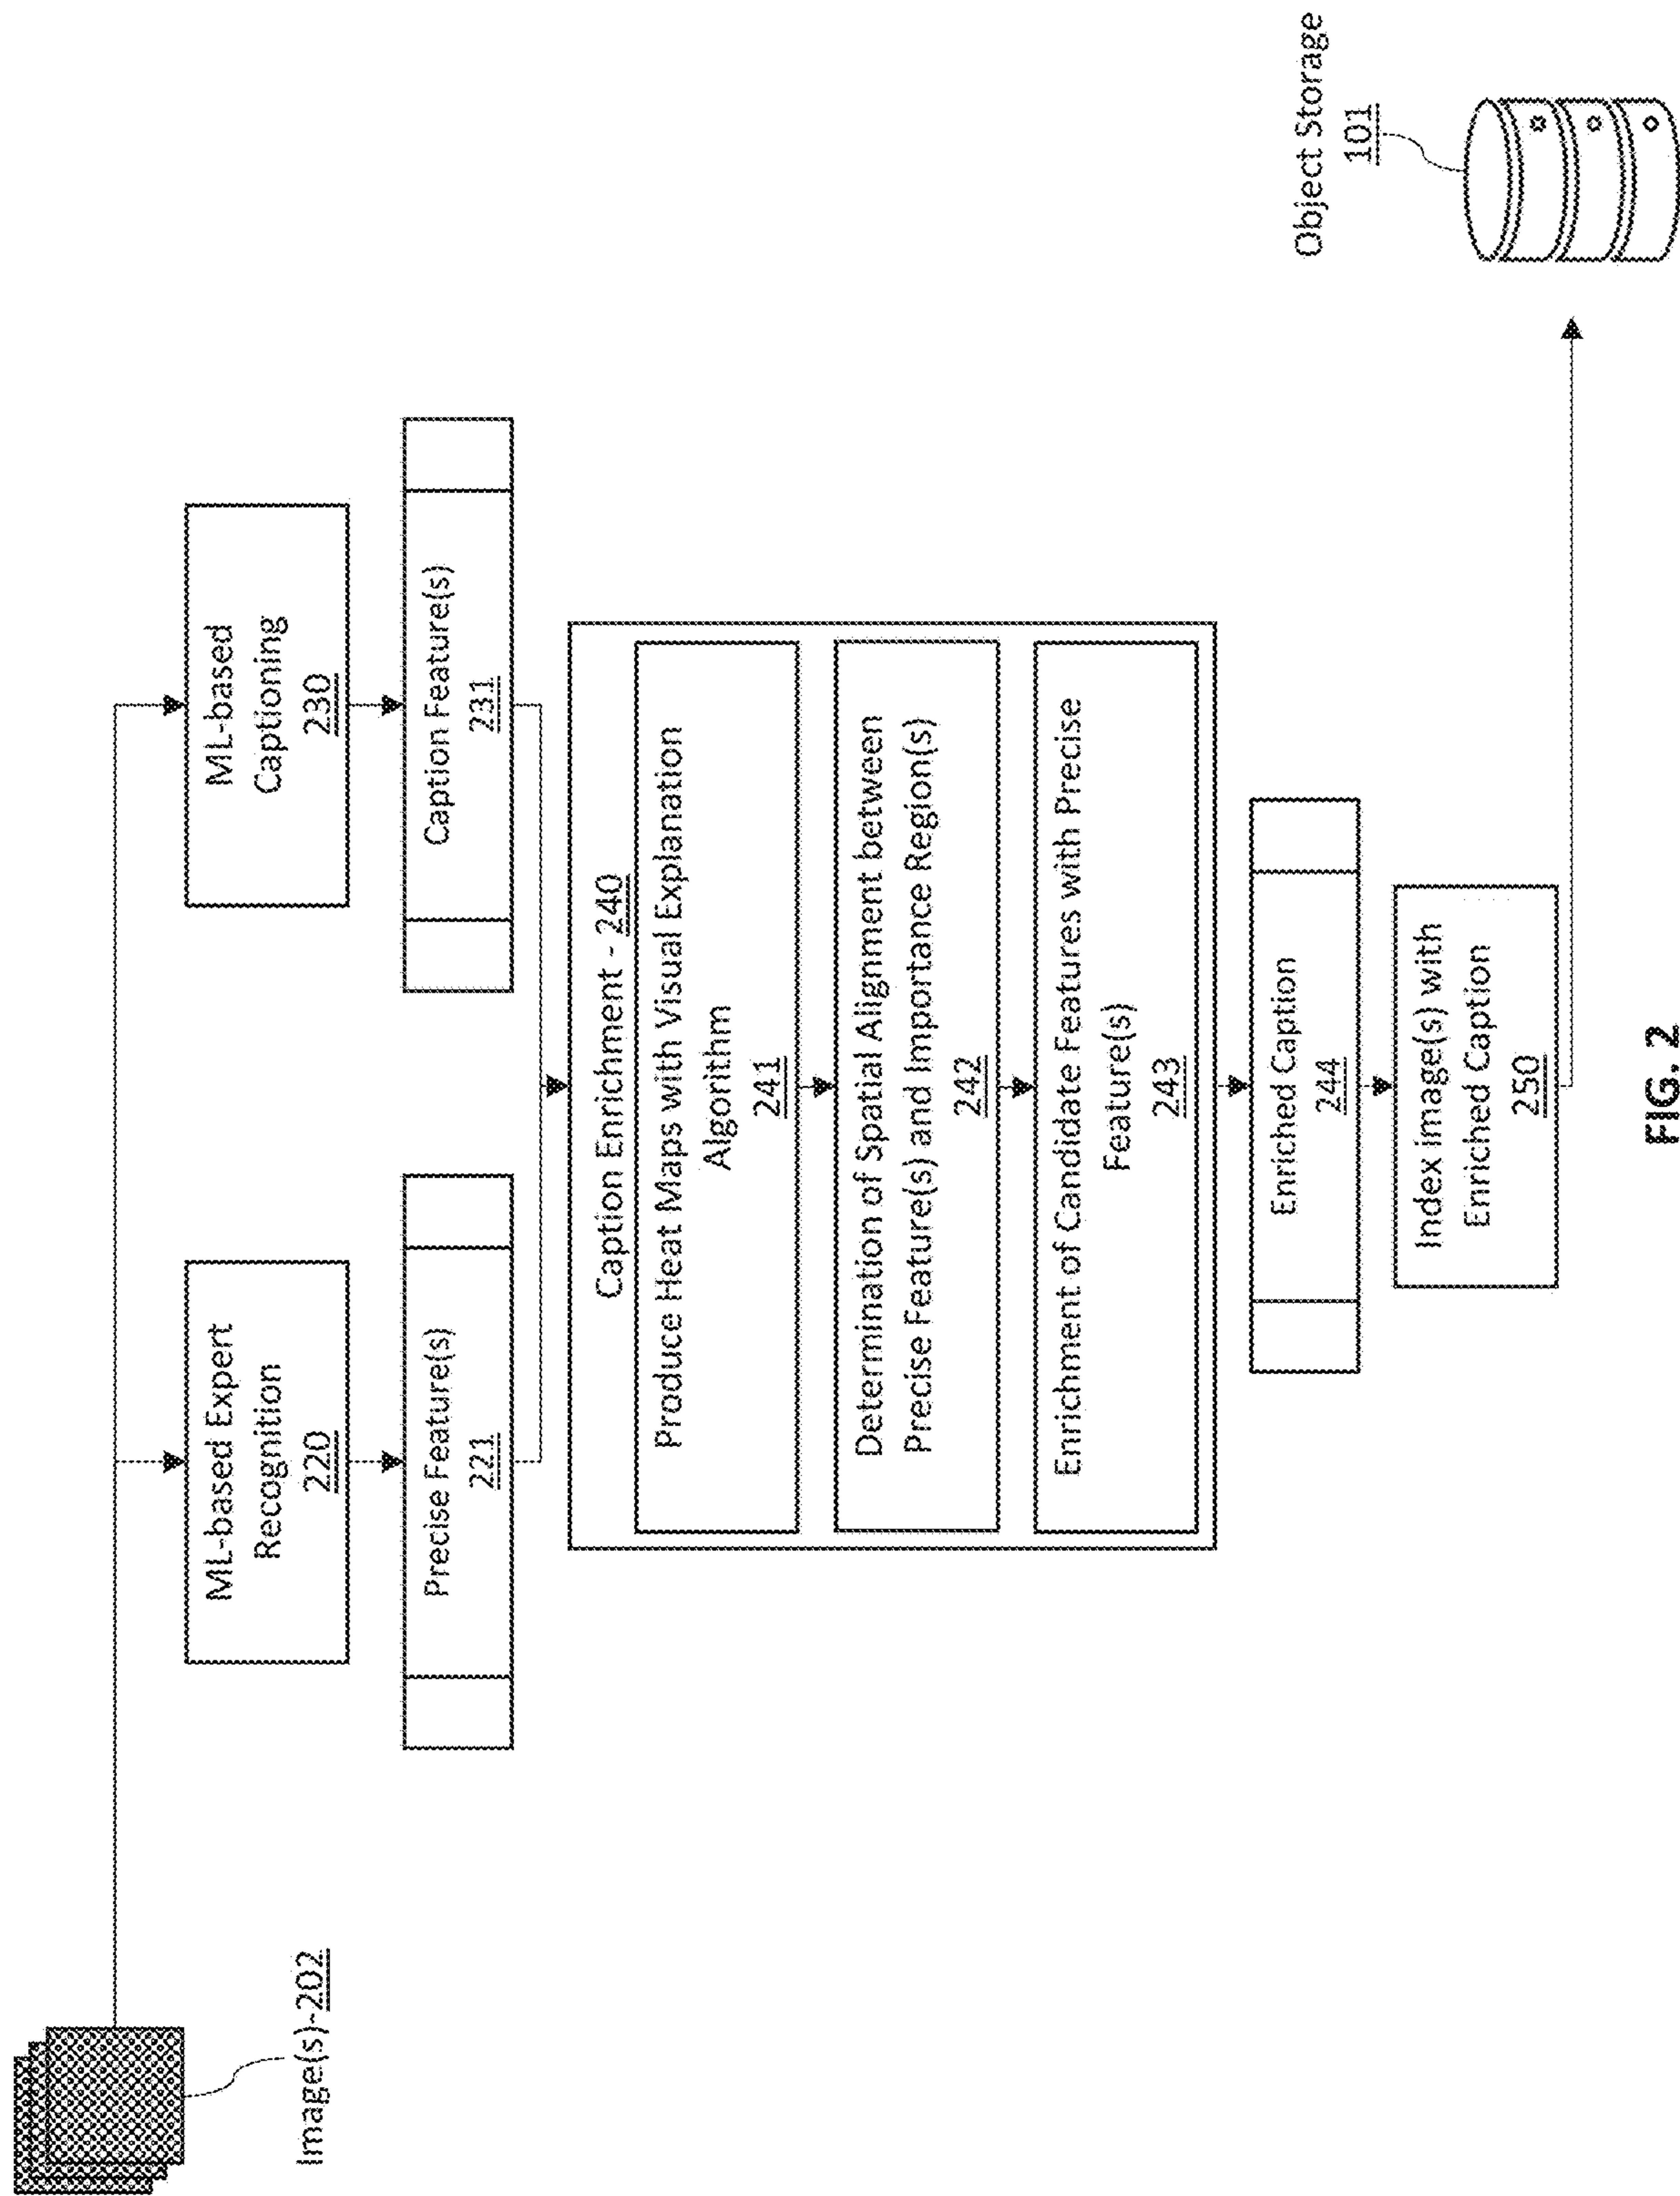 Image(s)-202
ML-based Expert
Recognition
220
ML-based
Captioning
230
Precise Feature(s)
221
Caption Feature(s)
231
Caption Enrichment - 240
Produce Heat Maps with Visual Explanation
Algorithm
241
Determination of Spatial Alignment between
Precise Feature(s) and Importance Region(s)
242
Enrichment of Candidate Features with Precise
Feature(s)
243
Enriched Caption
244
Index image(s) with
Enriched Caption
250
Object Storage
101
FIG. 2